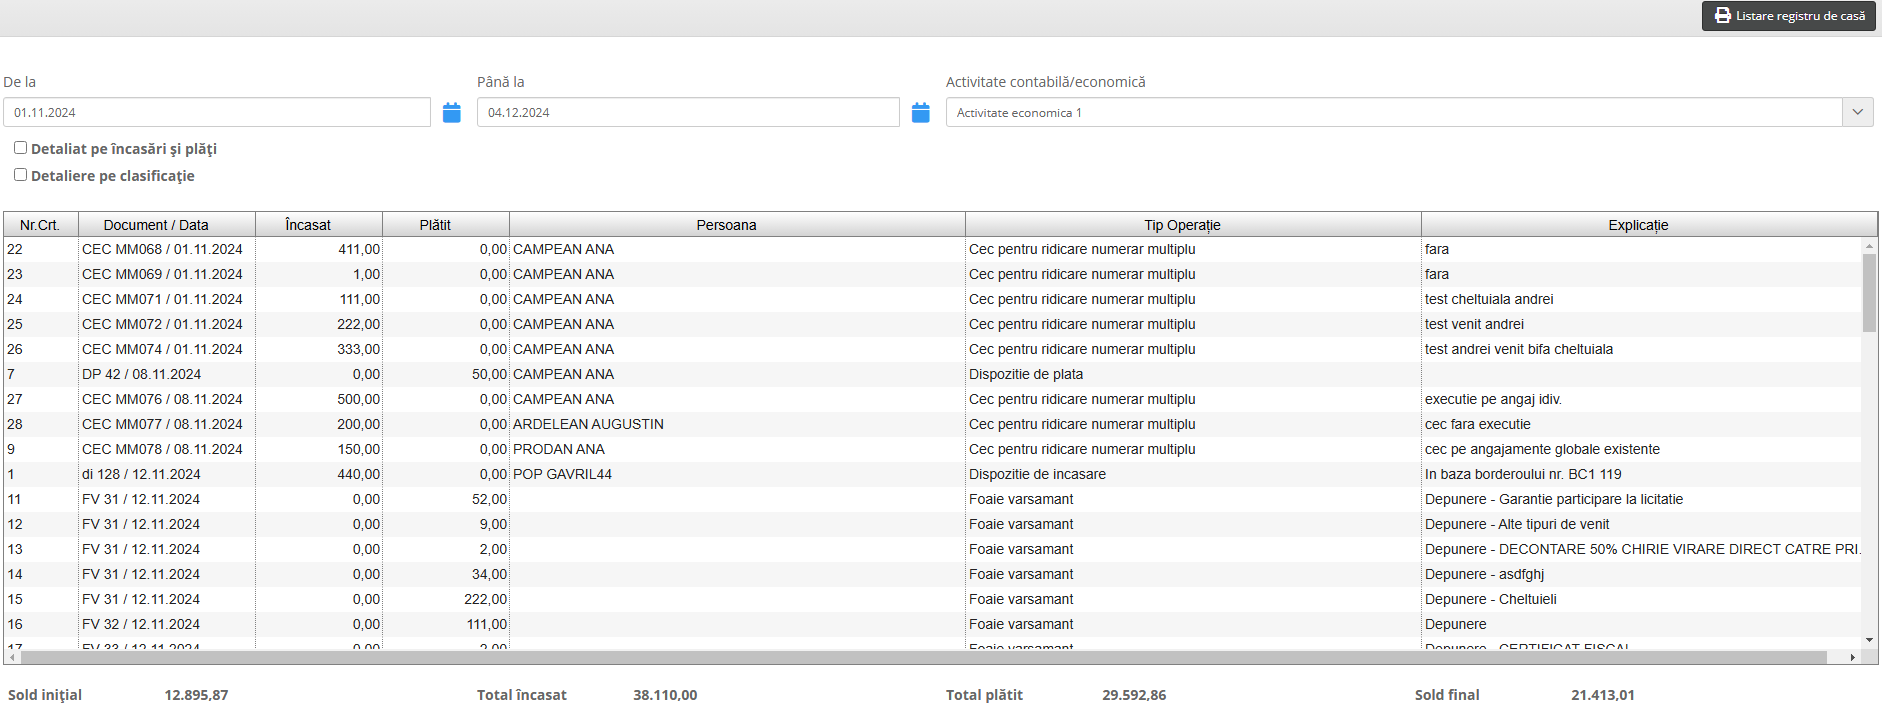 Listare registru de casă
De la Până la Activitate contabilă/economică
01.11.2024 04.12.2024 Activitate economica 1
Detaliat pe încasări și plăți
Detaliere pe clasificație
Nr.Crt. Document / Data Încasat Plătit Persoana Tip Operație Explicație
22 CEC MM068 / 01.11.2024 411,00 0,00 CAMPEAN ANA Cec pentru ridicare numerar multiplu fara
23 CEC MM069 / 01.11.2024 1,00 0,00 CAMPEAN ANA Cec pentru ridicare numerar multiplu fara
24 CEC MM071 / 01.11.2024 111,00 0,00 CAMPEAN ANA Cec pentru ridicare numerar multiplu test cheltuiala andrei
25 CEC MM072 / 01.11.2024 222,00 0,00 CAMPEAN ANA Cec pentru ridicare numerar multiplu test venit andrei
26 CEC MM074 / 01.11.2024 333,00 0,00 CAMPEAN ANA Cec pentru ridicare numerar multiplu test andrei venit bifa cheltuiala
7 DP 42 / 08.11.2024 0,00 50,00 CAMPEAN ANA Dispozitie de plata
27 CEC MM076 / 08.11.2024 500,00 0,00 CAMPEAN ANA Cec pentru ridicare numerar multiplu executie pe angaj idiv.
28 CEC MM077 / 08.11.2024 200,00 0,00 ARDELEAN AUGUSTIN Cec pentru ridicare numerar multiplu cec fara executie
9 CEC MM078 / 08.11.2024 150,00 0,00 PRODAN ANA Cec pentru ridicare numerar multiplu cec pe angajamente globale existente
1 di 128 / 12.11.2024 440,00 0,00 POP GAVRIL44 Dispozitie de incasare In baza borderoului nr. BC1 119
11 FV 31 / 12.11.2024 0,00 52,00 Foaie varsamant Depunere - Garantie participare la licitatie
12 FV 31 / 12.11.2024 0,00 9,00 Foaie varsamant Depunere - Alte tipuri de venit
13 FV 31 / 12.11.2024 0,00 2,00 Foaie varsamant Depunere - DECONTARE 50% CHIRIE VIRARE DIRECT CATRE PRI...
14 FV 31 / 12.11.2024 0,00 34,00 Foaie varsamant Depunere - asdfghj
15 FV 31 / 12.11.2024 0,00 222,00 Foaie varsamant Depunere - Cheltuieli
16 FV 32 / 12.11.2024 0,00 111,00 Foaie varsamant Depunere
17 FV 33 / 12.11.2024 0,00 2,00 Foaie varsamant Depunere - CERTIFICAT FISCAL
Sold inițial 12.895,87 Total încasat 38.110,00 Total plătit 29.592,86 Sold final 21.413,01